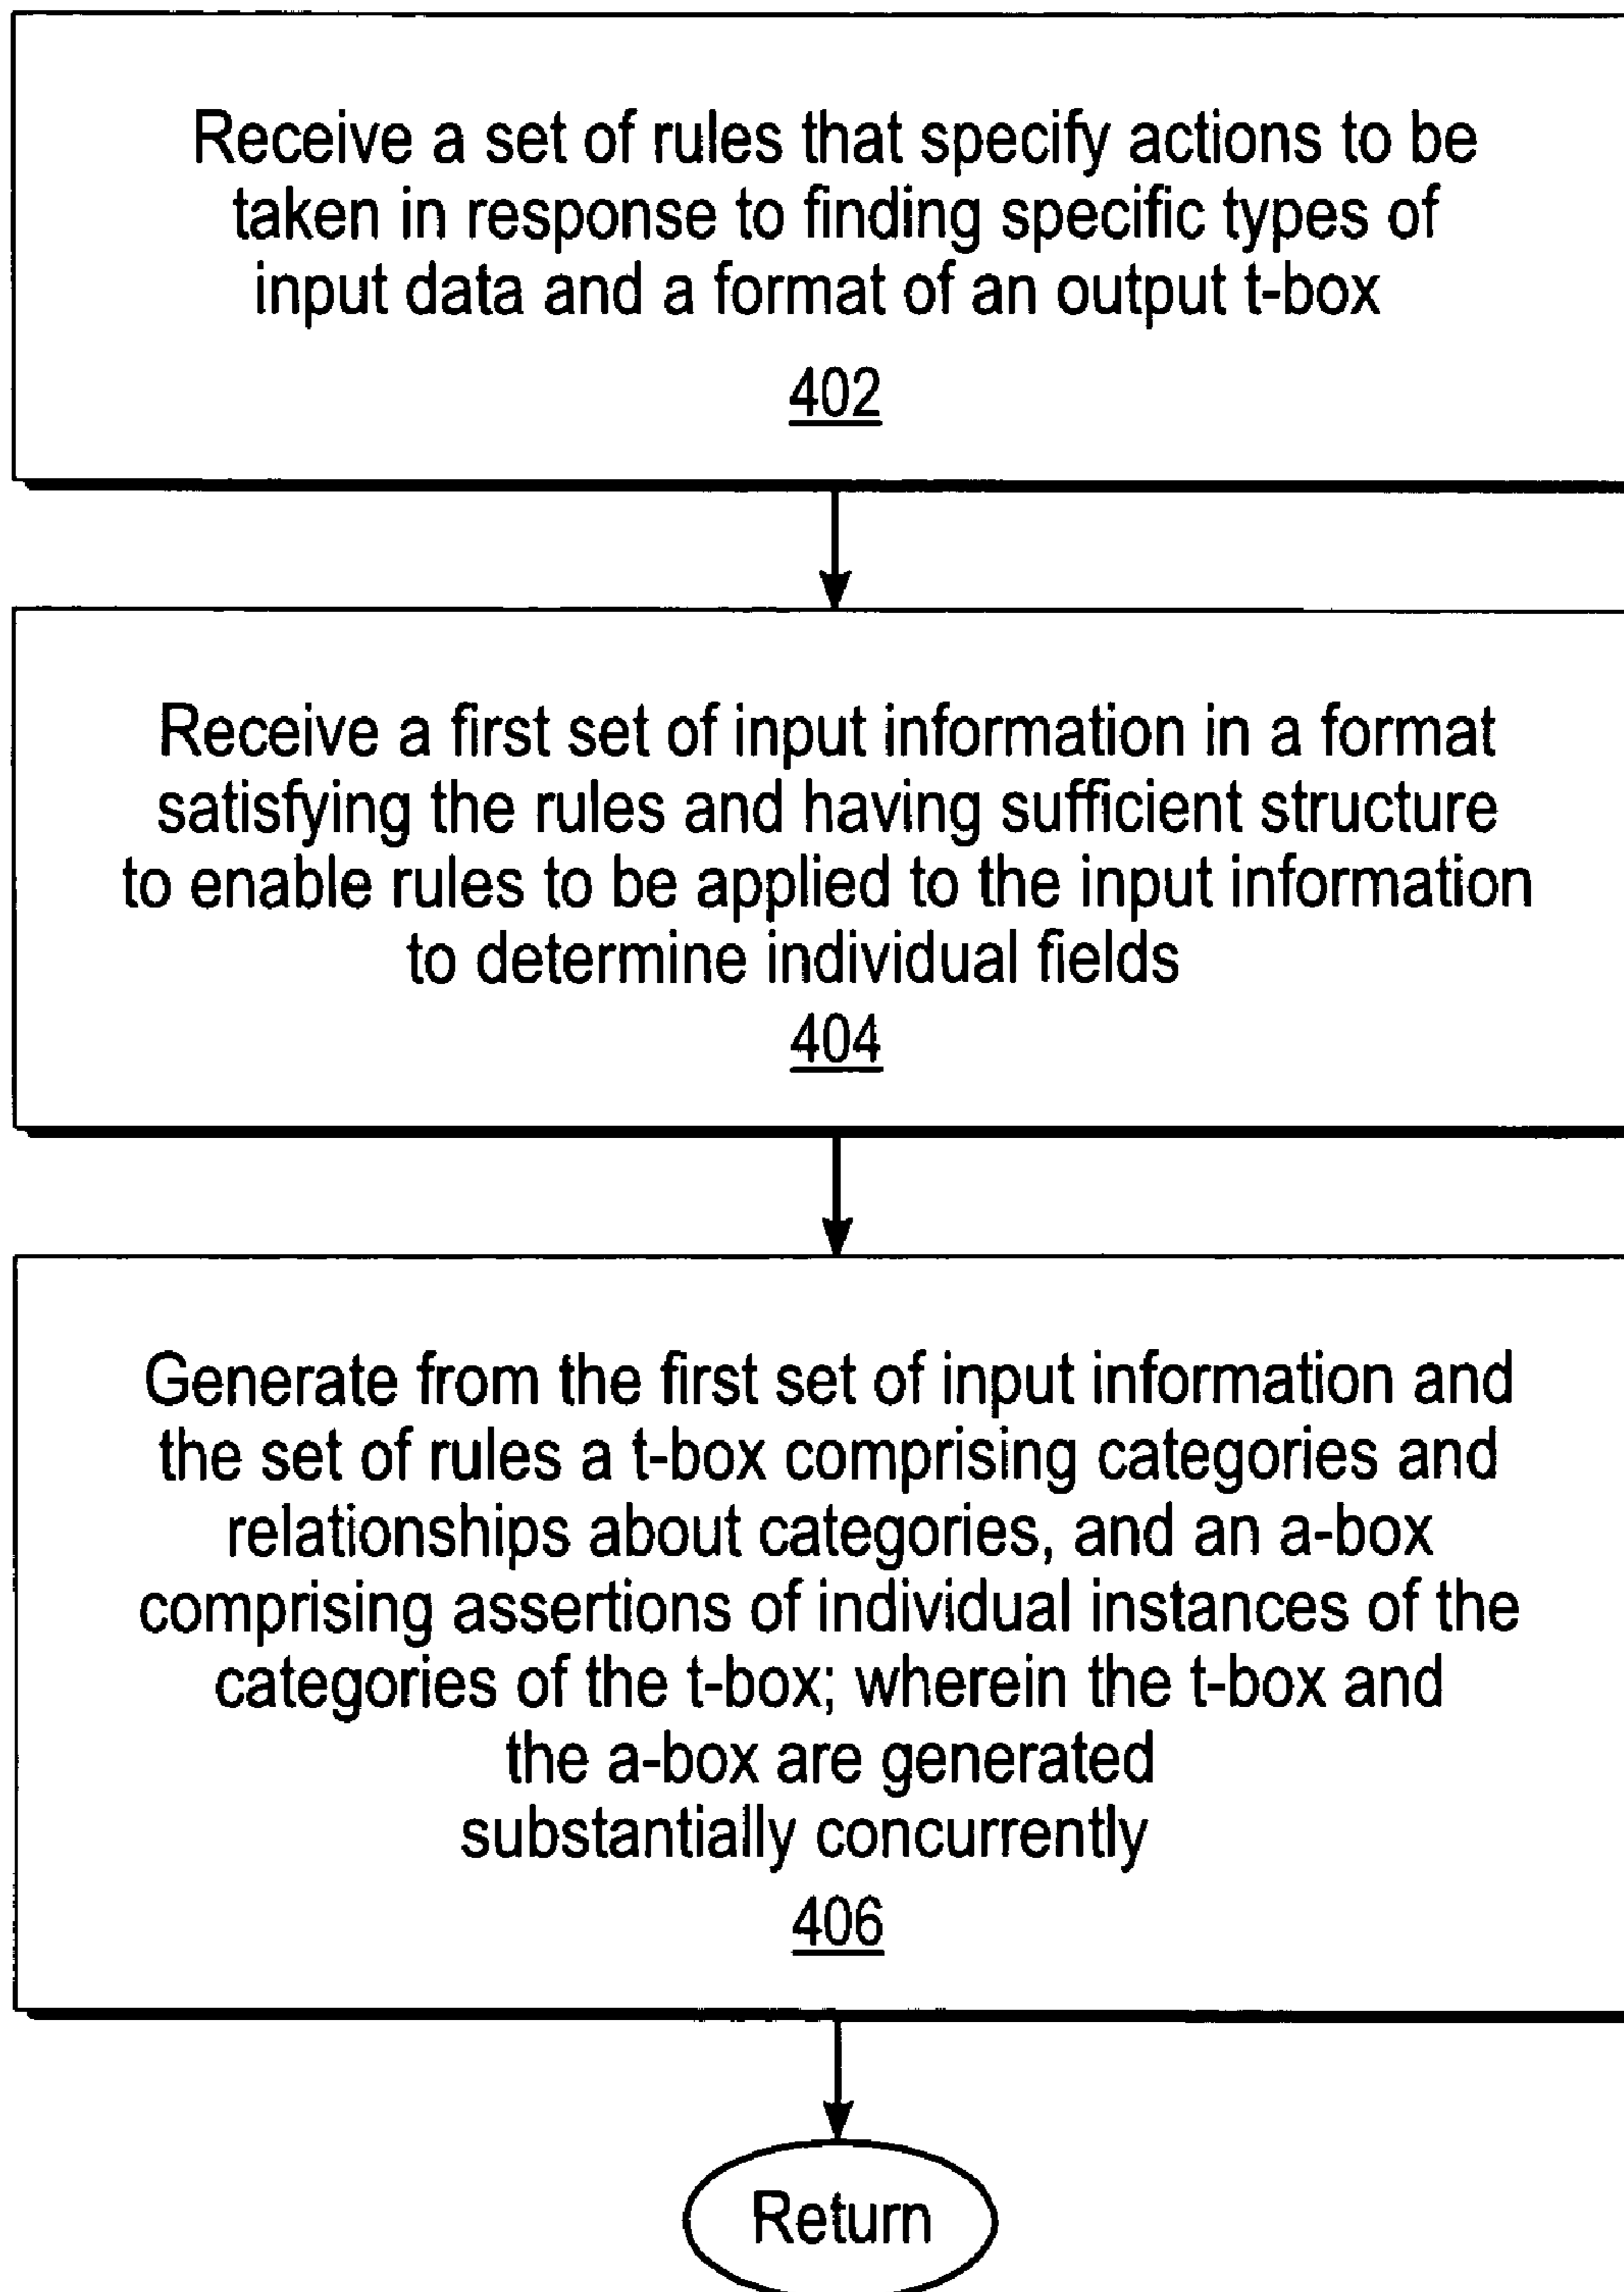 Receive a set of rules that specify actions to be
taken in response to finding specific types of
input data and a format of an output t-box
402
Receive a first set of input information in a format
satisfying the rules and having sufficient structure
to enable rules to be applied to the input information
to determine individual fields
404
Generate from the first set of input information and
the set of rules a t-box comprising categories and
relationships about categories, and an a-box
comprising assertions of individual instances of the
categories of the t-box; wherein the t-box and
the a-box are generated
substantially concurrently
406
Return